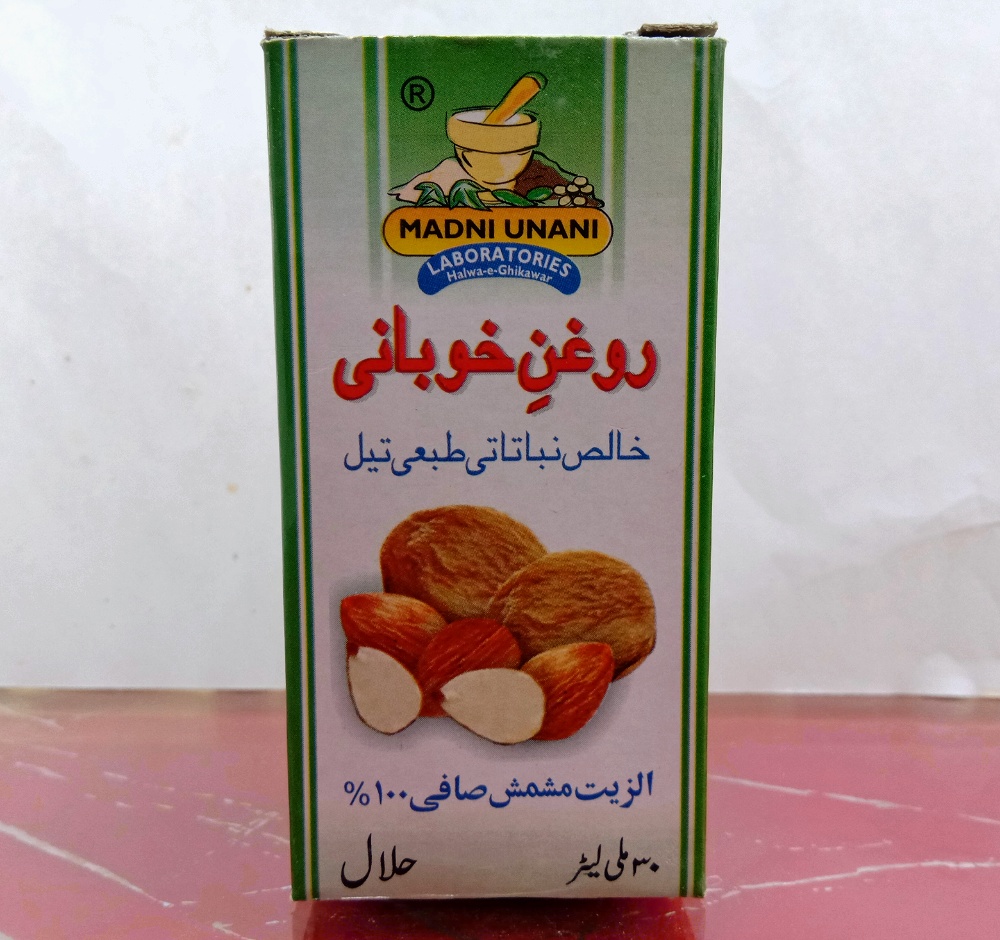 ®
MADNI UNANI
LABORATORIES
Halwa-e-Ghikawar
روغنِ خوبانی
خالص نباتاتی طبعی تیل
الزیت مشمش صافی ۱۰۰%
۳۰ ملی لیٹر
حلال